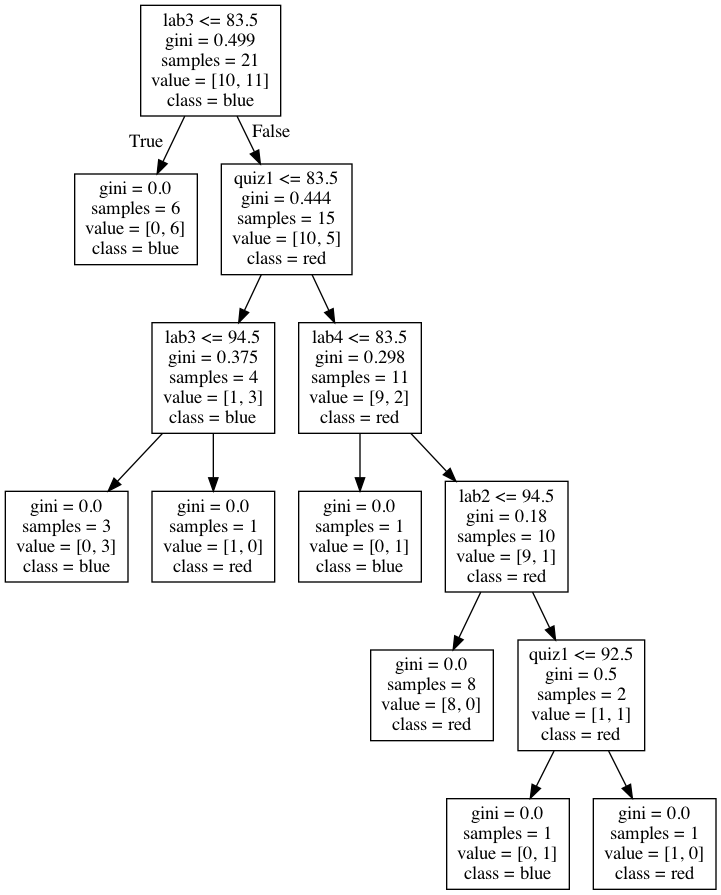 lab3 <= 83.5
gini = 0.499
samples = 21
value = [10, 11]
class = blue
True
False
gini = 0.0
samples = 6
value = [0, 6]
class = blue
quiz1 <= 83.5
gini = 0.444
samples = 15
value = [10, 5]
class = red
lab3 <= 94.5
gini = 0.375
samples = 4
value = [1, 3]
class = blue
lab4 <= 83.5
gini = 0.298
samples = 11
value = [9, 2]
class = red
gini = 0.0
samples = 3
value = [0, 3]
class = blue
gini = 0.0
samples = 1
value = [1, 0]
class = red
gini = 0.0
samples = 1
value = [0, 1]
class = blue
lab2 <= 94.5
gini = 0.18
samples = 10
value = [9, 1]
class = red
gini = 0.0
samples = 8
value = [8, 0]
class = red
quiz1 <= 92.5
gini = 0.5
samples = 2
value = [1, 1]
class = red
gini = 0.0
samples = 1
value = [0, 1]
class = blue
gini = 0.0
samples = 1
value = [1, 0]
class = red